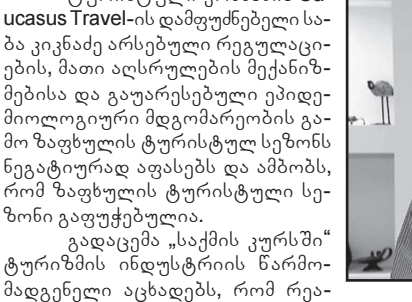 ucasus Travel-ის დამფუძნებელი სა-
ბა კიკნაძე არსებული რეგულაცი-
ების, მათი აღსრულების მექანიზ-
მებისა და გაუარესებული ეპიდე-
მიოლოგიური მდგომარეობის გა-
მო ზაფხულის ტურისტულ სეზონს
ნეგატიურად აფასებს და ამბობს,
რომ ზაფხულის ტურისტული სე-
ზონი გაფუჭებულია.
გადაცემა „საქმის კურსში“
ტურიზმის ინდუსტრიის წარმო-
მადგენელი აცხადებს, რომ რეა-